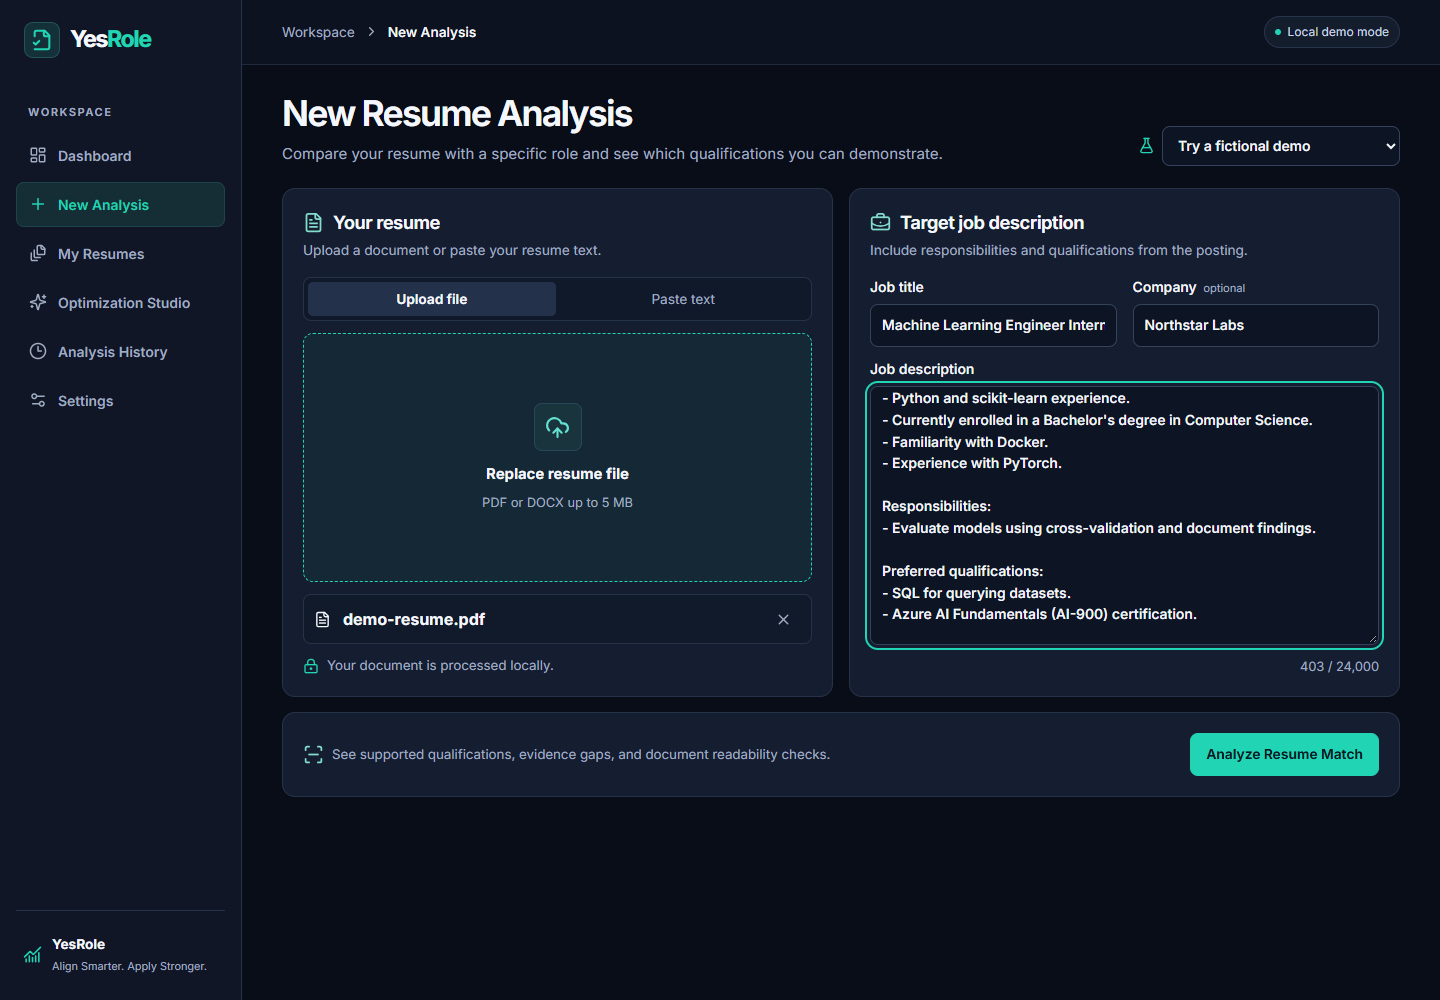 YesRole
WORKSPACE
Dashboard
New Analysis
My Resumes
Optimization Studio
Analysis History
Settings
YesRole
Align Smarter. Apply Stronger.
Workspace > New Analysis
Local demo mode
New Resume Analysis
Compare your resume with a specific role and see which qualifications you can demonstrate.
Try a fictional demo
Your resume
Upload a document or paste your resume text.
Upload file
Paste text
Replace resume file
PDF or DOCX up to 5 MB
demo-resume.pdf
Your document is processed locally.
Target job description
Include responsibilities and qualifications from the posting.
Job title
Company optional
Machine Learning Engineer Intern
Northstar Labs
Job description
- Python and scikit-learn experience.
- Currently enrolled in a Bachelor's degree in Computer Science.
- Familiarity with Docker.
- Experience with PyTorch.
Responsibilities:
- Evaluate models using cross-validation and document findings.
Preferred qualifications:
- SQL for querying datasets.
- Azure AI Fundamentals (AI-900) certification.
403 / 24,000
See supported qualifications, evidence gaps, and document readability checks.
Analyze Resume Match